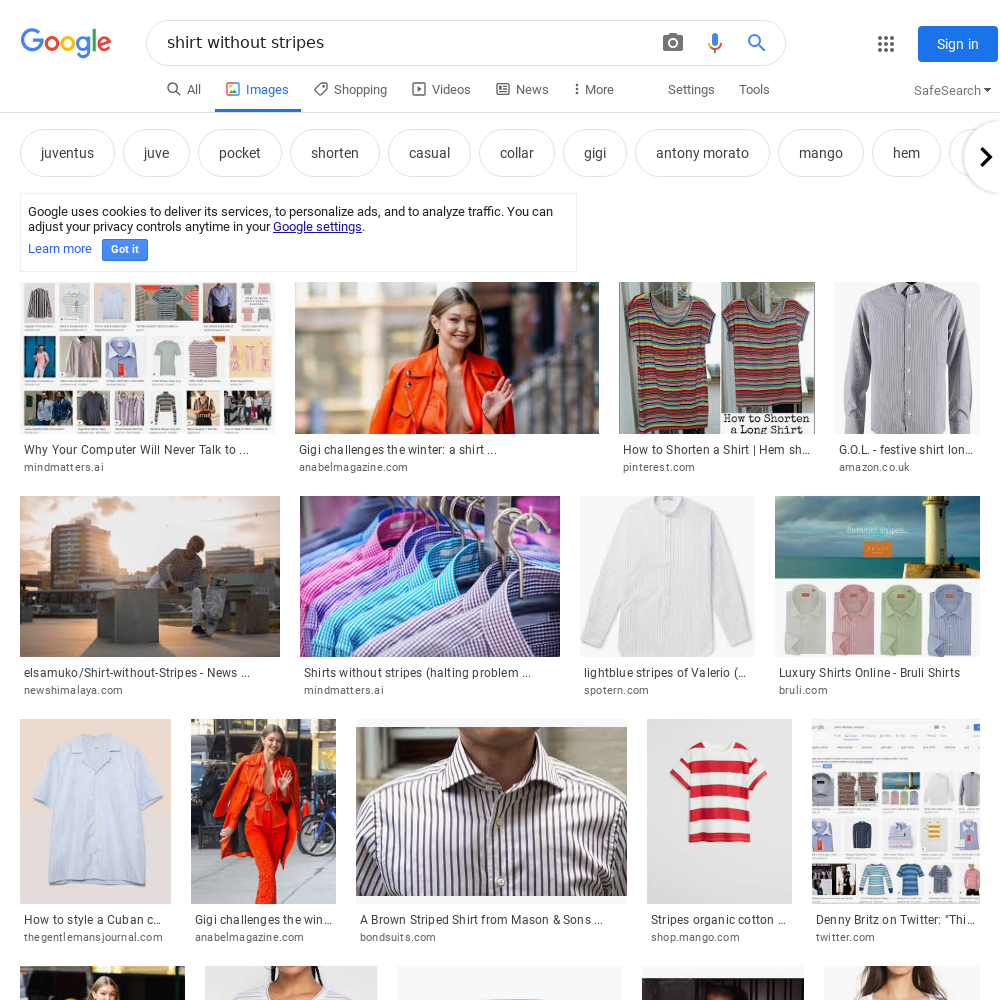 Google
shirt without stripes
Sign in
All
Images
Shopping
Videos
News
More
Settings
Tools
SafeSearch
juventus
juve
pocket
shorten
casual
collar
gigi
antony morato
mango
hem
Google uses cookies to deliver its services, to personalize ads, and to analyze traffic. You can
adjust your privacy controls anytime in your Google settings.
Learn more
Got it
How to Shorten
a Long Shirt
Why Your Computer Will Never Talk to ...
mindmatters.ai
Gigi challenges the winter: a shirt ...
anabelmagazine.com
How to Shorten a Shirt | Hem sh...
pinterest.com
G.O.L. - festive shirt lon...
amazon.co.uk
Summer stripes...
elsamuko/Shirt-without-Stripes - News ...
newshimalaya.com
Shirts without stripes (halting problem ...
mindmatters.ai
lightblue stripes of Valerio (...
spotern.com
Luxury Shirts Online - Bruli Shirts
bruli.com
How to style a Cuban c...
thegentlemansjournal.com
Gigi challenges the win...
anabelmagazine.com
A Brown Striped Shirt from Mason & Sons ...
bondsuits.com
Stripes organic cotton ...
shop.mango.com
Denny Britz on Twitter: "Thi...
twitter.com